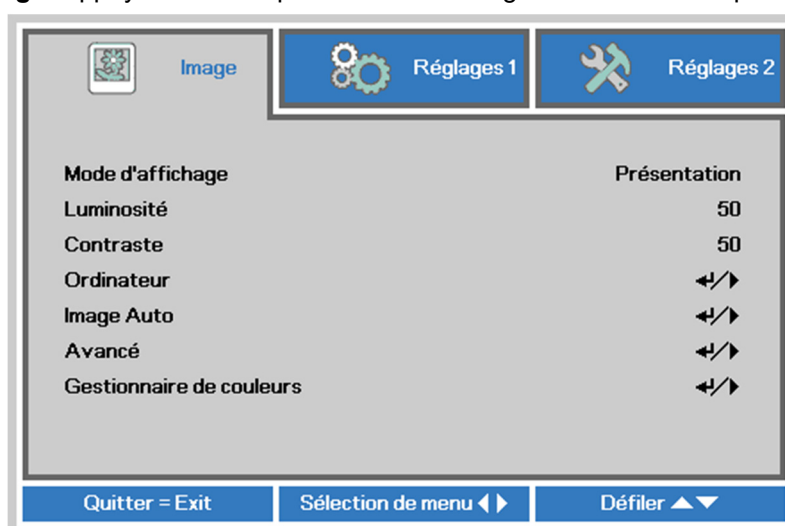 Image Réglages 1 Réglages 2
Mode d'affichage Présentation
Luminosité 50
Contraste 50
Ordinateur ↵/▶
Image Auto ↵/▶
Avancé ↵/▶
Gestionnaire de couleurs ↵/▶
Quitter = Exit Sélection de menu ◀▶ Défiler ▲▼